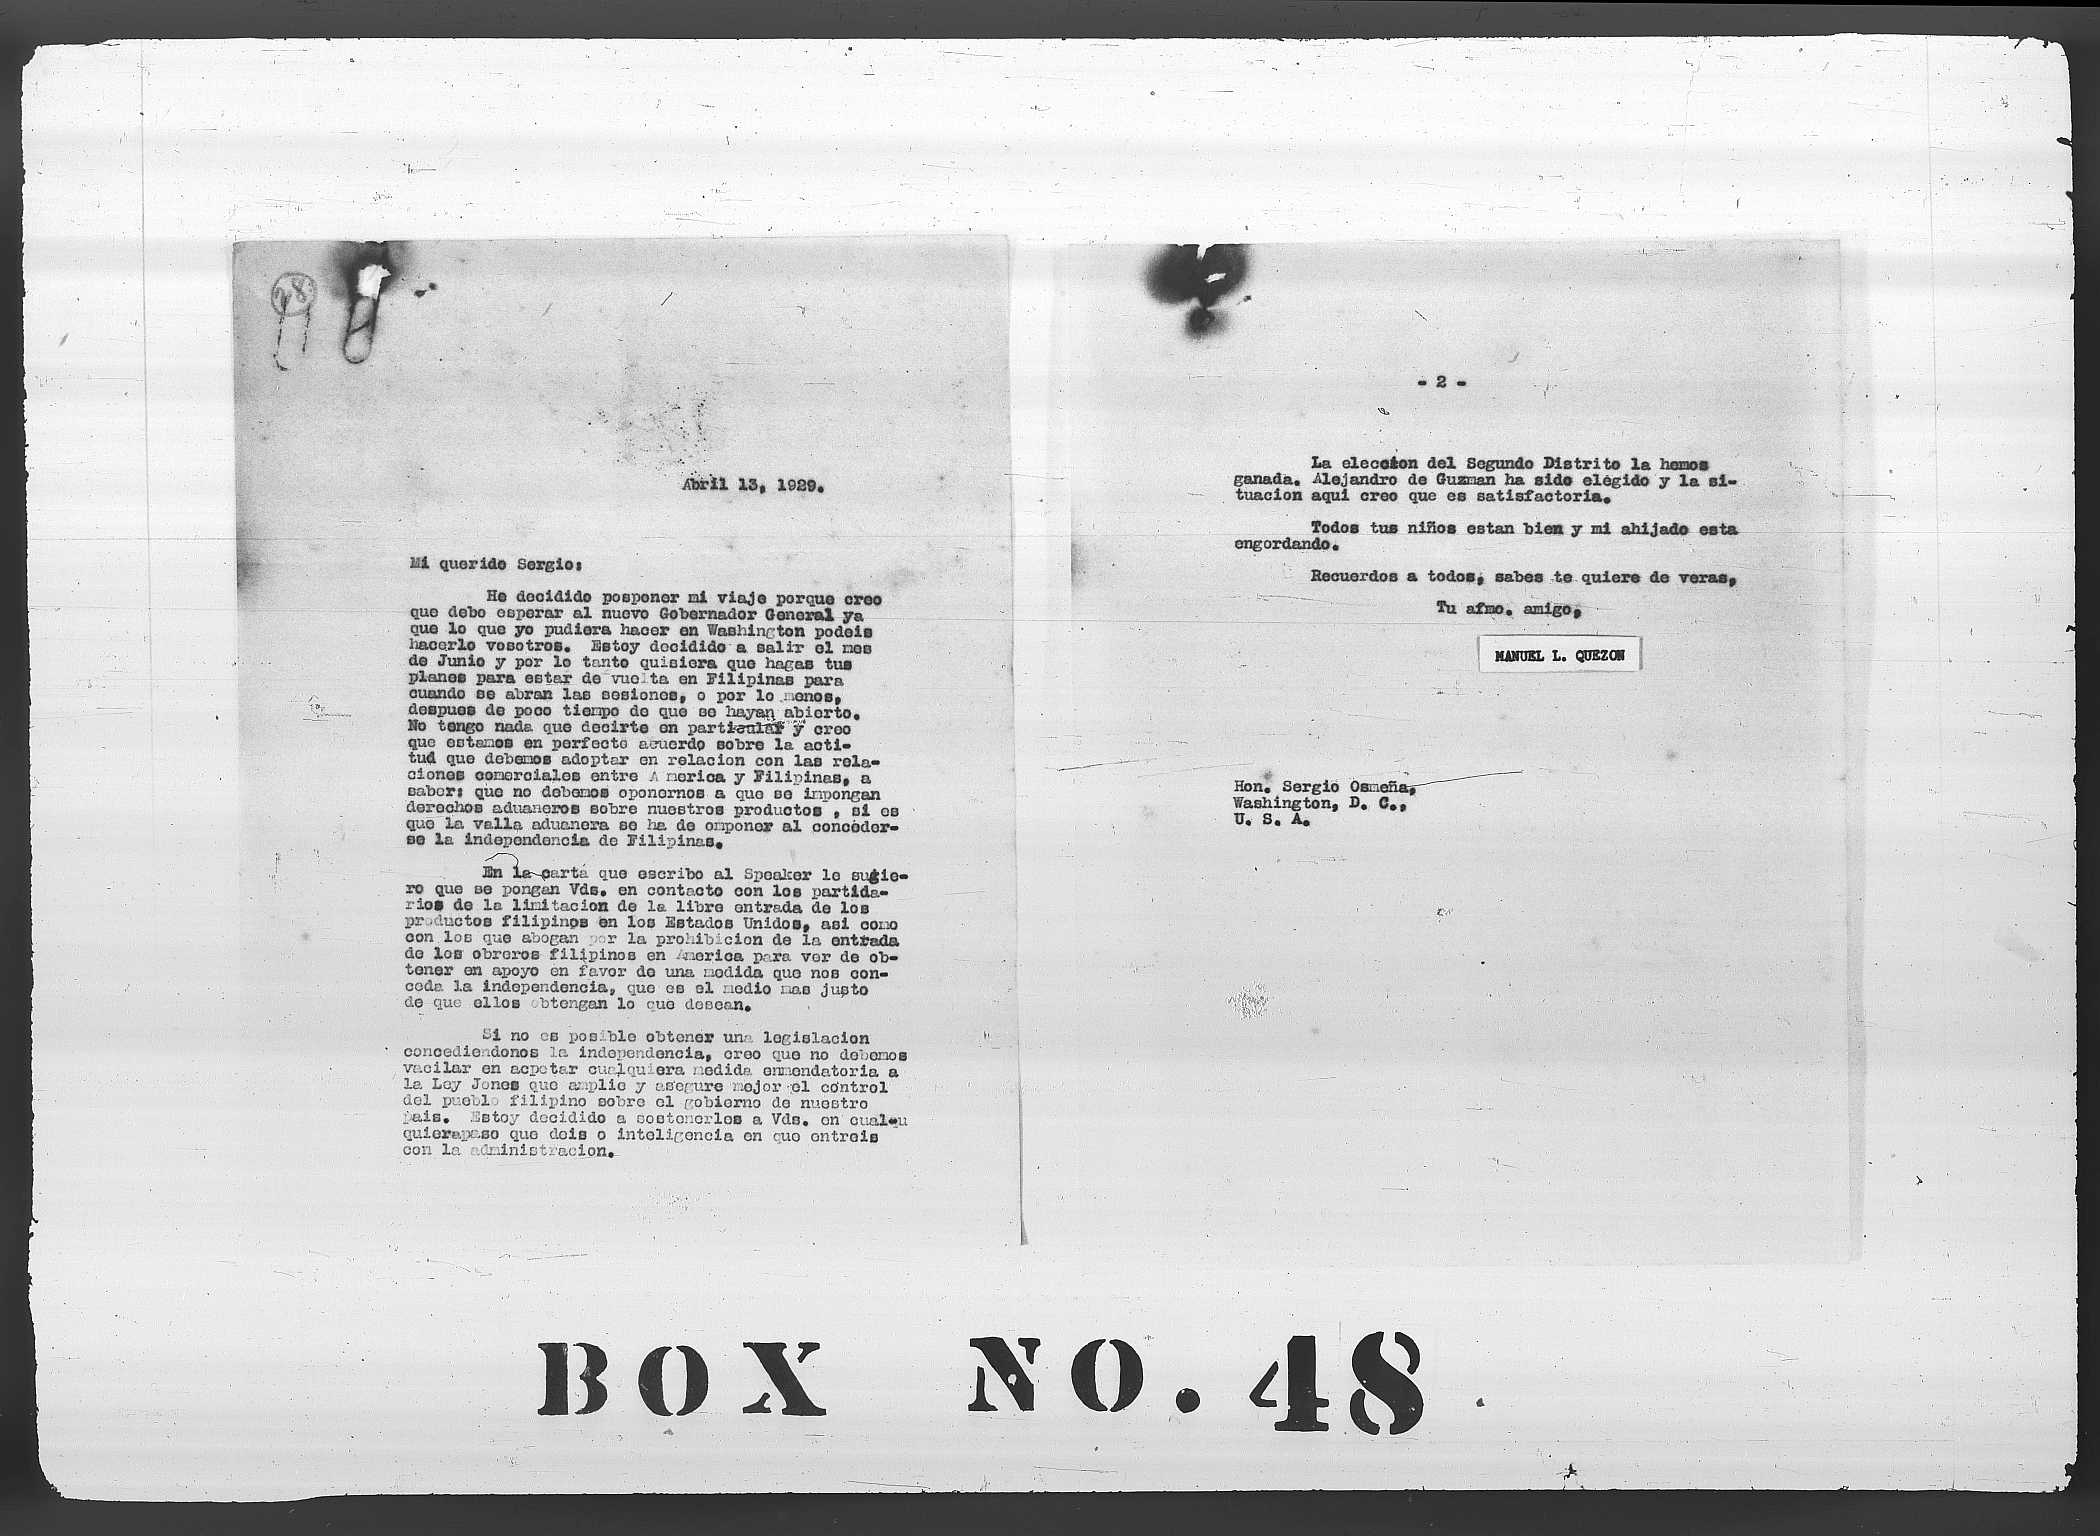 28
Abril 13, 1929.
Mi querido Sergio:
He decidido posponer mi viaje porque creo
que debo esperar al nuevo Gobernador General ya
que lo que yo pudiera hacer en Washington podeis
hacerlo vosotros. Estoy decidido a salir el mes
de Junio y por lo tanto quisiera que hagas tus
planes para estar de vuelta en Filipinas para
cuando se abran las sesiones, o por lo menos,
despues de poco tiempo de que se hayan abierto.
No tengo nada que decirte en particular y creo
que estamos en perfecto acuerdo sobre la acti-
tud que debemos adoptar en relacion con las rela-
ciones comerciales entre A merica y Filipinas, a
saber: que no debemos oponernos a que se impongan
derechos aduaneros sobre nuestros productos , si es
que la valla aduanera se ha de omponer al conceder-
se la independencia de Filipinas.
En la carta que escribo al Speaker le sugie-
ro que se pongan Vds. en contacto con los partida-
rios de la limitacion de la libre entrada de los
productos filipinos en los Estados Unidos, asi como
con los que abogan por la prohibicion de la entrada
de los obreros filipinos en America para ver de ob-
tener en apoyo en favor de una medida que nos con-
ceda la independencia, que es el medio mas justo
de que ellos obtengan lo que desean.
Si no es posible obtener una legislacion
concediendonos la independencia, creo que no debemos
vacilar en acpetar cualquiera medida enmendatoria a
la Ley Jones que amplie y asegure mejor el control
del pueblo filipino sobre el gobierno de nuestro
pais. Estoy decidido a sostenerles a Vds. en cualqu
quierapaso que deis o inteligencia en que entreis
con la administracion.
- 2 -
La eleccion del Segundo Distrito la hemos
ganada. Alejandro de Guzman ha sido elegido y la si-
tuacion aqui creo que es satisfactoria.
Todos tus niños estan bien y mi ahijado esta
engordando.
Recuerdos a todos, sabes te quiere de veras,
Tu afmo. amigo,
MANUEL L. QUEZON
Hon. Sergio Osmeña,
Washington, D. C.,
U. S. A.
BOX NO. 48